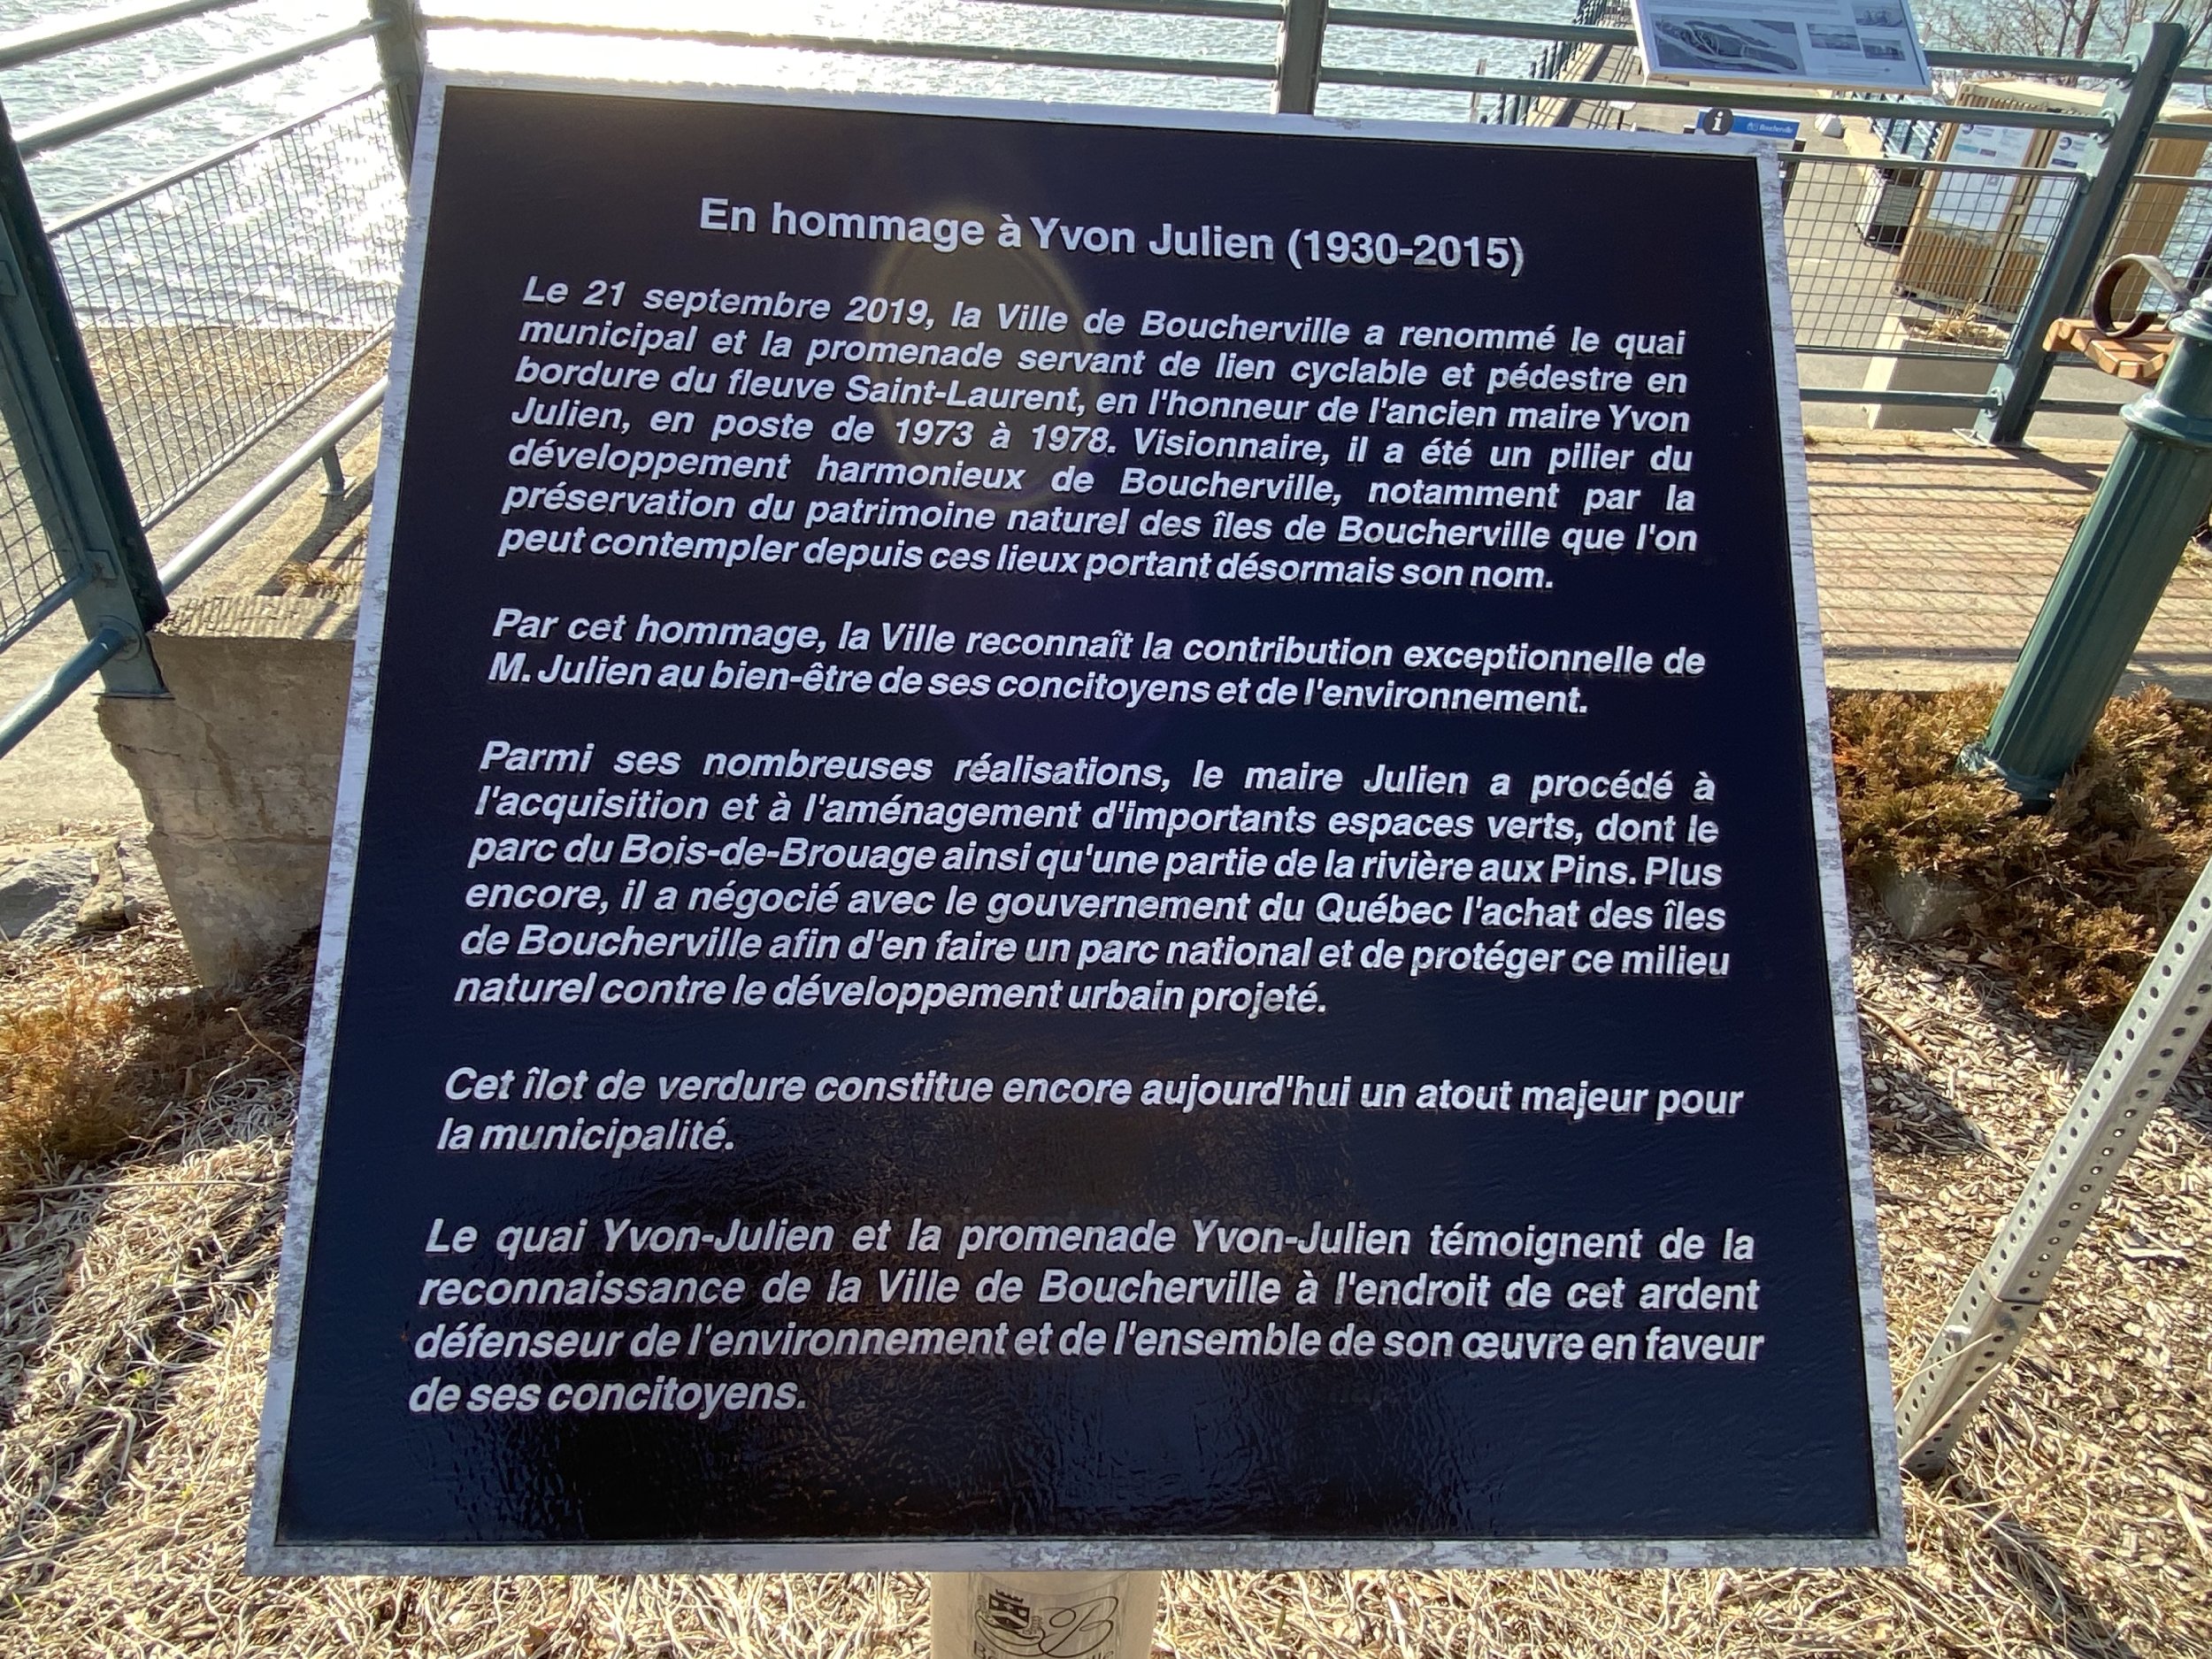 En hommage à Yvon Julien (1930-2015)
Le 21 septembre 2019, la Ville de Boucherville a renommé le quai
municipal et la promenade servant de lien cyclable et pédestre en
bordure du fleuve Saint-Laurent, en l'honneur de l'ancien maire Yvon
Julien, en poste de 1973 à 1978. Visionnaire, il a été un pilier du
développement harmonieux de Boucherville, notamment par la
préservation du patrimoine naturel des îles de Boucherville que l'on
peut contempler depuis ces lieux portant désormais son nom.
Par cet hommage, la Ville reconnaît la contribution exceptionnelle de
M. Julien au bien-être de ses concitoyens et de l'environnement.
Parmi ses nombreuses réalisations, le maire Julien a procédé à
l'acquisition et à l'aménagement d'importants espaces verts, dont le
parc du Bois-de-Brouage ainsi qu'une partie de la rivière aux Pins. Plus
encore, il a négocié avec le gouvernement du Québec l'achat des îles
de Boucherville afin d'en faire un parc national et de protéger ce milieu
naturel contre le développement urbain projeté.
Cet îlot de verdure constitue encore aujourd'hui un atout majeur pour
la municipalité.
Le quai Yvon-Julien et la promenade Yvon-Julien témoignent de la
reconnaissance de la Ville de Boucherville à l'endroit de cet ardent
défenseur de l'environnement et de l'ensemble de son œuvre en faveur
de ses concitoyens.
i Boucherville
B